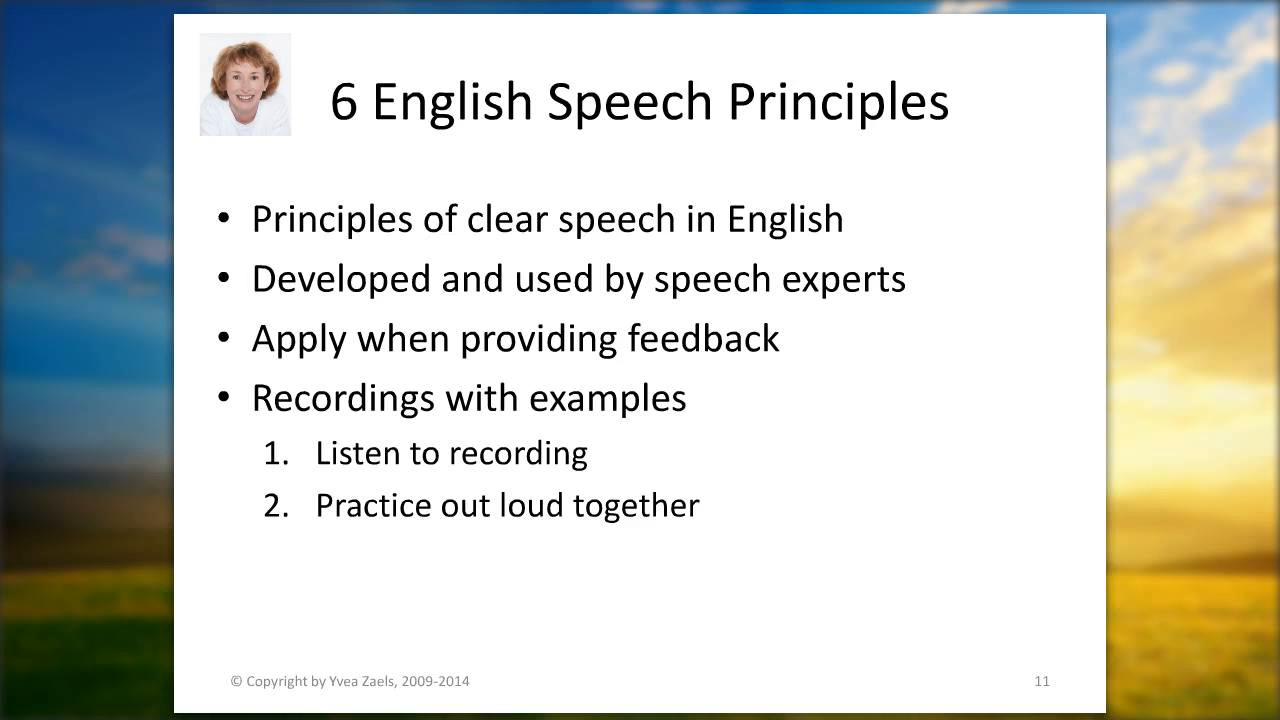 6 English Speech Principles
• Principles of clear speech in English
• Developed and used by speech experts
• Apply when providing feedback
• Recordings with examples
1. Listen to recording
2. Practice out loud together
© Copyright by Yvea Zaels, 2009-2014
11